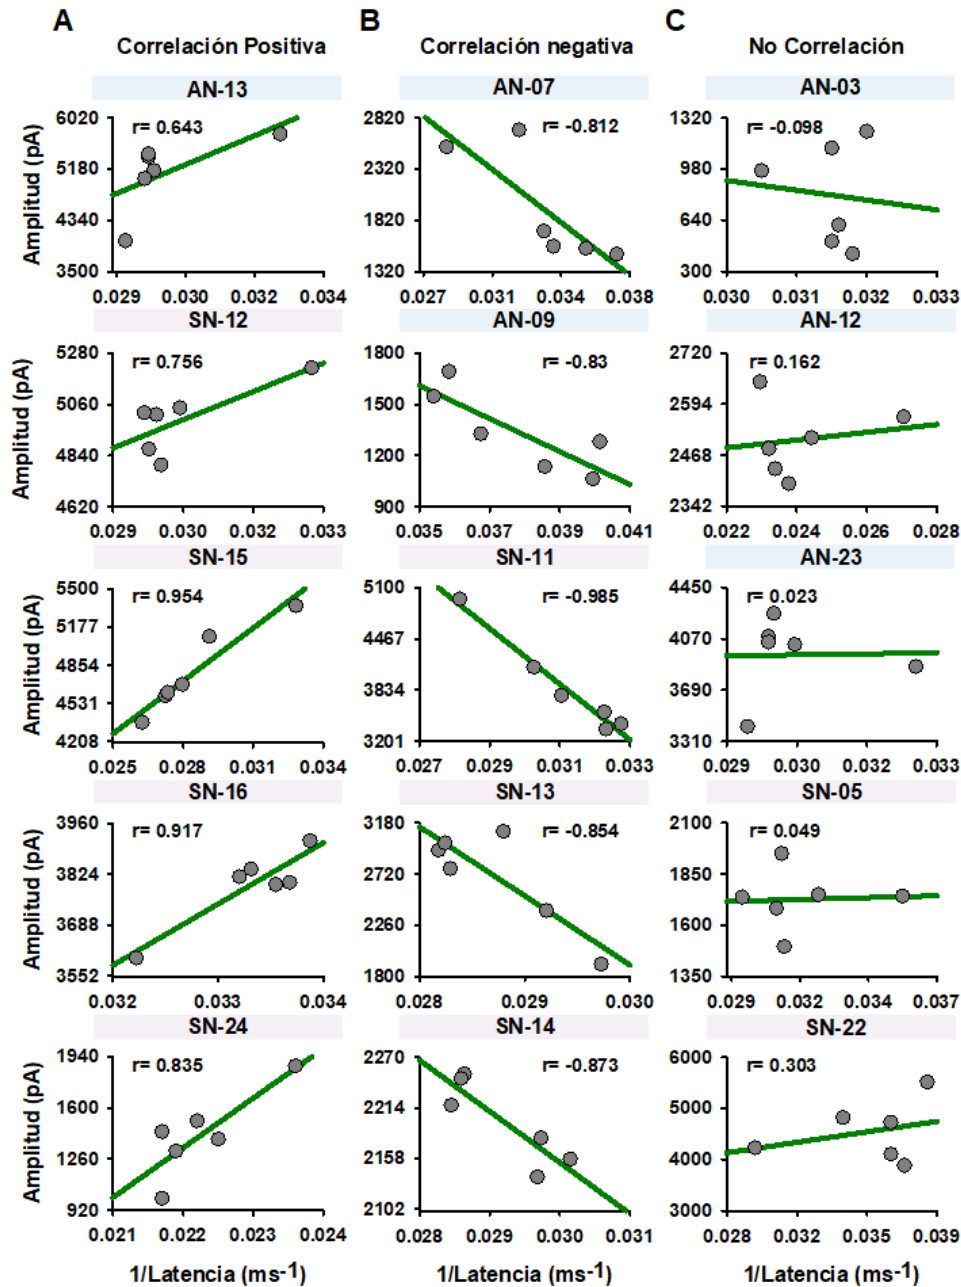 A B C
Correlación Positiva Correlación negativa No Correlación
AN-13 AN-07 AN-03
r= 0.643 r= -0.812 r= -0.098
Amplitud (pA)
6020 2820 1320
5180 2320 980
4340 1820 640
3500 1320 300
0.029 0.030 0.032 0.034 0.027 0.031 0.034 0.038 0.030 0.031 0.032 0.033
SN-12 AN-09 AN-12
r= 0.756 r= -0.83 r= 0.162
Amplitud (pA)
5280 1800 2720
5060 1500 2594
4840 1200 2468
4620 900 2342
0.029 0.030 0.032 0.033 0.035 0.037 0.039 0.041 0.022 0.024 0.026 0.028
SN-15 SN-11 AN-23
r= 0.954 r= -0.985 r= 0.023
Amplitud (pA)
5500 5100 4450
5177 4467 4070
4854 3834 3690
4531 3201 3310
4208
0.025 0.028 0.031 0.034 0.027 0.029 0.031 0.033 0.029 0.030 0.032 0.033
SN-16 SN-13 SN-05
r= 0.917 r= -0.854 r= 0.049
Amplitud (pA)
3960 3180 2100
3824 2720 1850
3688 2260 1600
3552 1800 1350
0.032 0.033 0.034 0.028 0.029 0.030 0.029 0.032 0.034 0.037
SN-24 SN-14 SN-22
r= 0.835 r= -0.873 r= 0.303
Amplitud (pA)
1940 2270 6000
1600 2214 5000
1260 2158 4000
920 2102 3000
0.021 0.022 0.023 0.024 0.028 0.029 0.030 0.031 0.028 0.032 0.036 0.039
1/Latencia (ms-1) 1/Latencia (ms-1) 1/Latencia (ms-1)